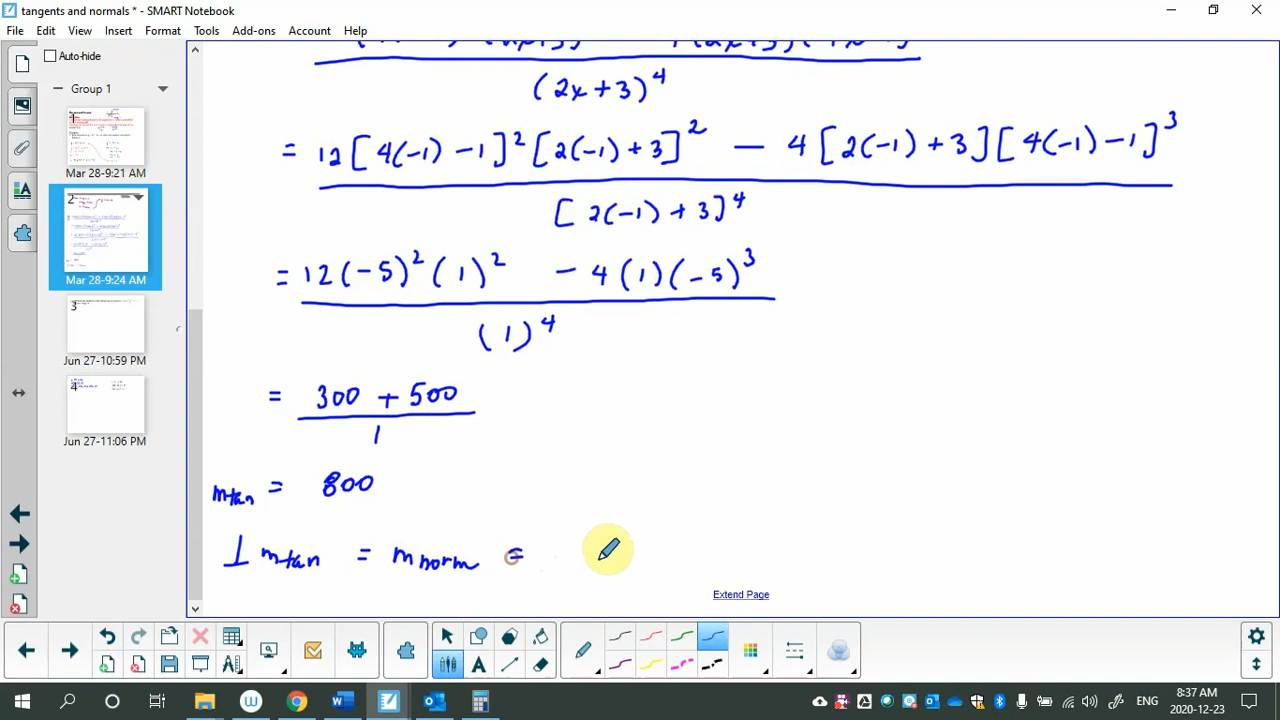 tangents and normals * - SMART Notebook
File Edit View Insert Format Tools Add-ons Account Help
Auto-hide
Group 1
1
Mar 28-9:21 AM
2
Mar 28-9:24 AM
3
Jun 27-10:59 PM
4
Jun 27-11:06 PM
(2x+3)^4
= 12[4(-1) -1]^2[2(-1)+3]^2 — 4[2(-1)+3][4(-1)-1]^3
[2(-1)+3]^4
= 12(-5)^2(1)^2 - 4(1)(-5)^3
(1)^4
= 300 + 500
1
mtan = 800
⊥ mtan = mnorm =
Extend Page
ENG
8:37 AM
2020-12-23